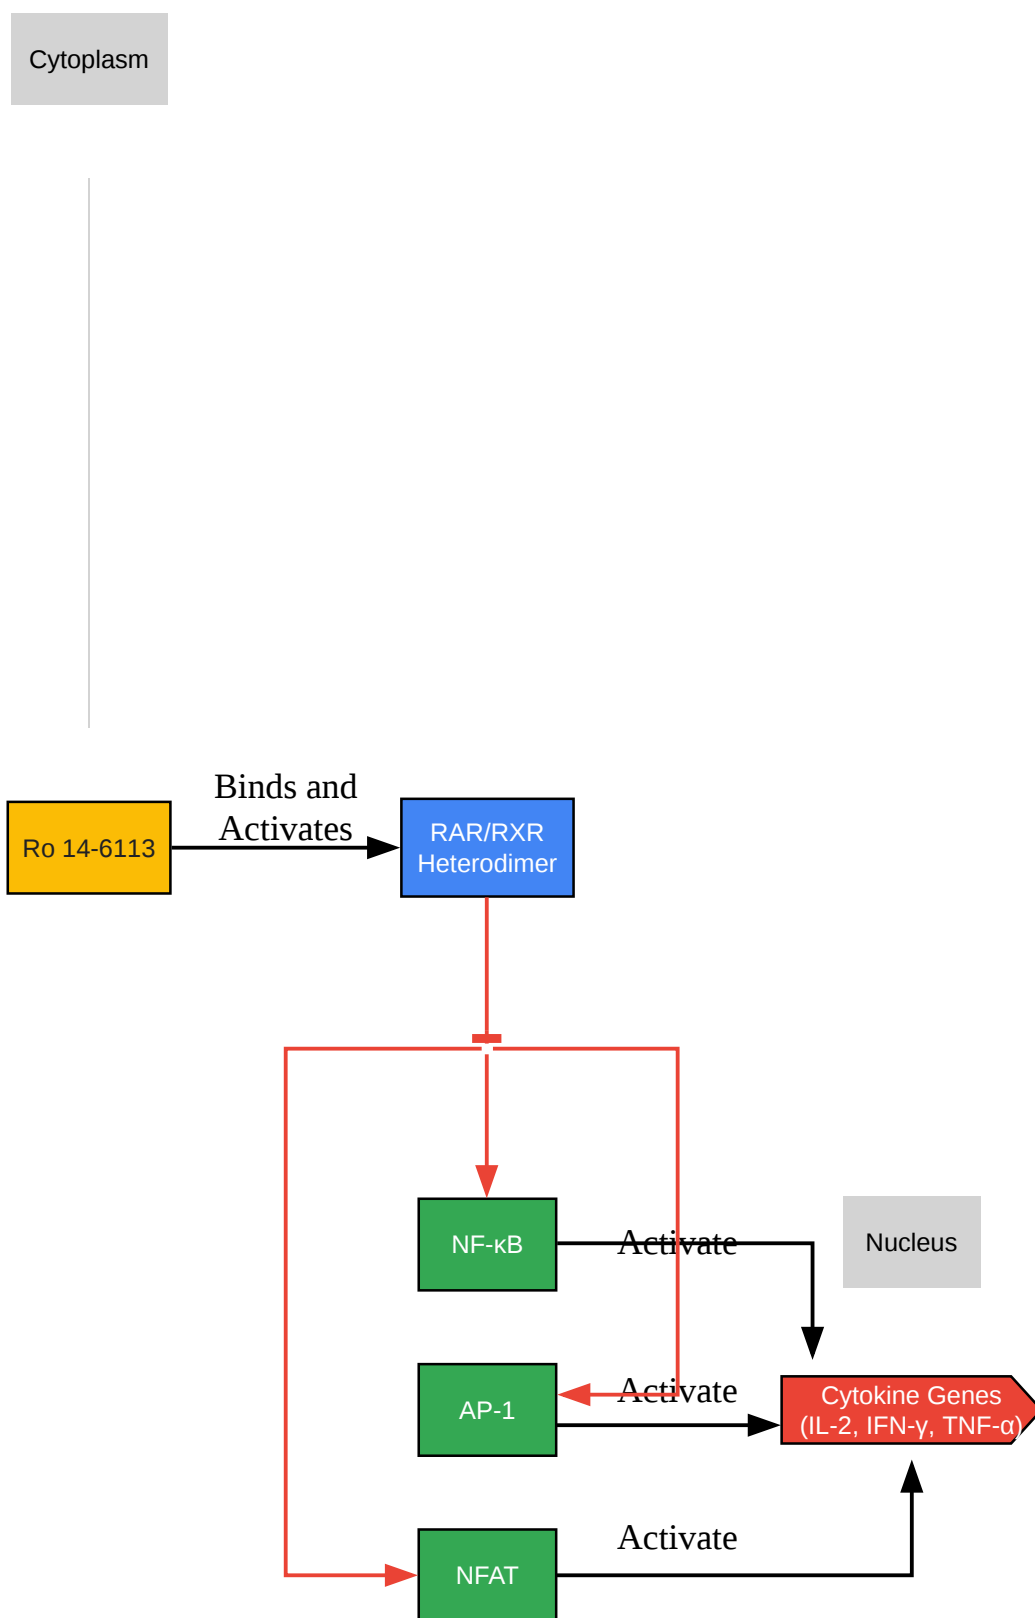 Cytoplasm
Binds and
Activates
Ro 14-6113
RAR/RXR
Heterodimer
NF-κB
Activate
Nucleus
AP-1
Activate
Cytokine Genes
(IL-2, IFN-γ, TNF-α)
NFAT
Activate